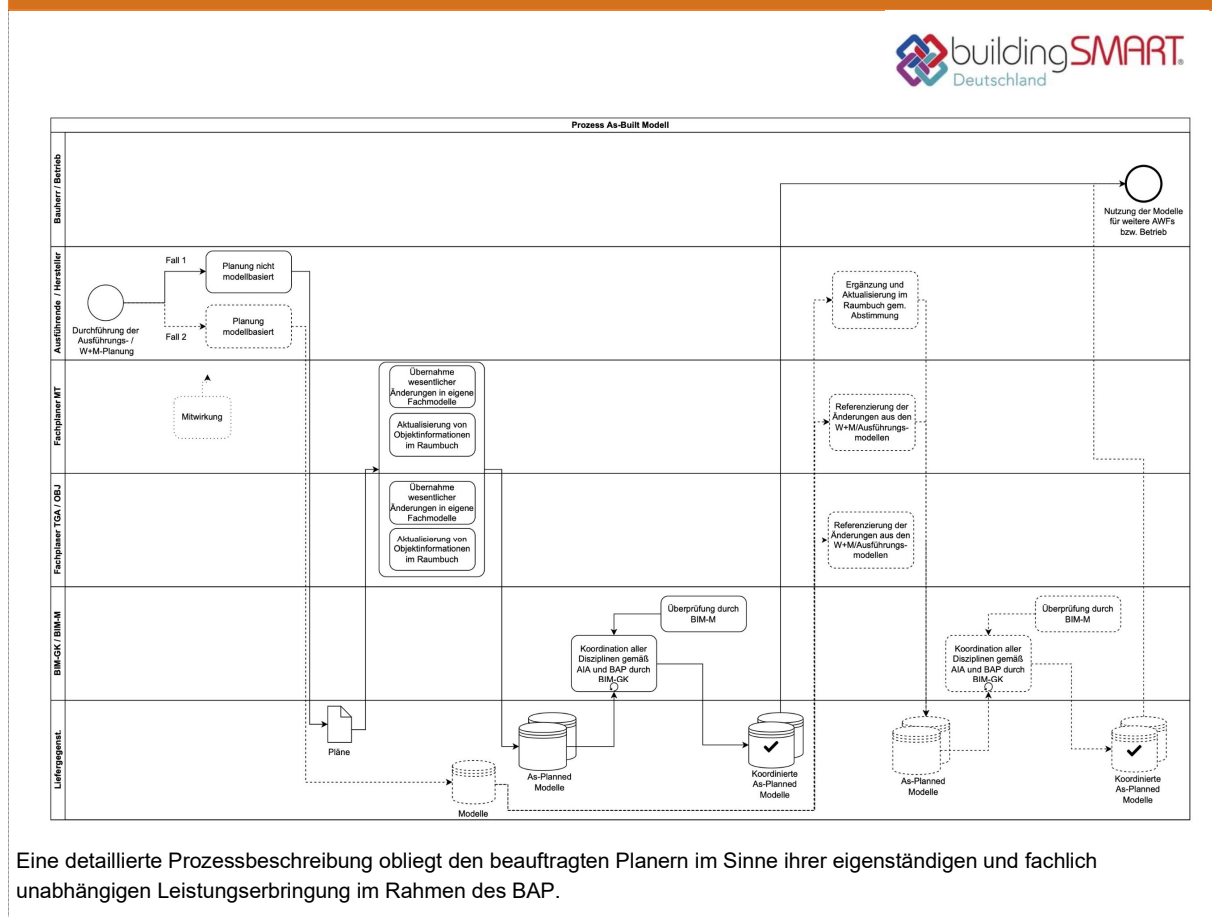 buildingSMART
Deutschland
Prozess As-Built Modell
Bauherr / Betrieb
Nutzung der Modelle
für weitere AWFs
bzw. Betrieb
Ausführende / Hersteller
Durchführung der
Ausführungs- /
W+M-Planung
Fall 1
Planung nicht
modellbasiert
Fall 2
Planung
modellbasiert
Ergänzung und
Aktualisierung im
Raumbuch gem.
Abstimmung
Fachplaner MT
Mitwirkung
Übernahme
wesentlicher
Änderungen in eigene
Fachmodelle
Aktualisierung von
Objektinformationen
im Raumbuch
Referenzierung der
Änderungen aus den
W+M/Ausführungs-
modellen
Fachplaser TGA / OBJ
Übernahme
wesentlicher
Änderungen in eigene
Fachmodelle
Aktualisierung von
Objektinformationen
im Raumbuch
Referenzierung der
Änderungen aus den
W+M/Ausführungs-
modellen
BIM-GK / BIM-M
Überprüfung durch
BIM-M
Koordination aller
Disziplinen gemäß
AIA und BAP durch
BIM-GK
Überprüfung durch
BIM-M
Koordination aller
Disziplinen gemäß
AIA und BAP durch
BIM-GK
Liefergegenst.
Pläne
Modelle
As-Planned
Modelle
Koordinierte
As-Planned
Modelle
As-Planned
Modelle
Koordinierte
As-Planned
Modelle
Eine detaillierte Prozessbeschreibung obliegt den beauftragten Planern im Sinne ihrer eigenständigen und fachlich
unabhängigen Leistungserbringung im Rahmen des BAP.